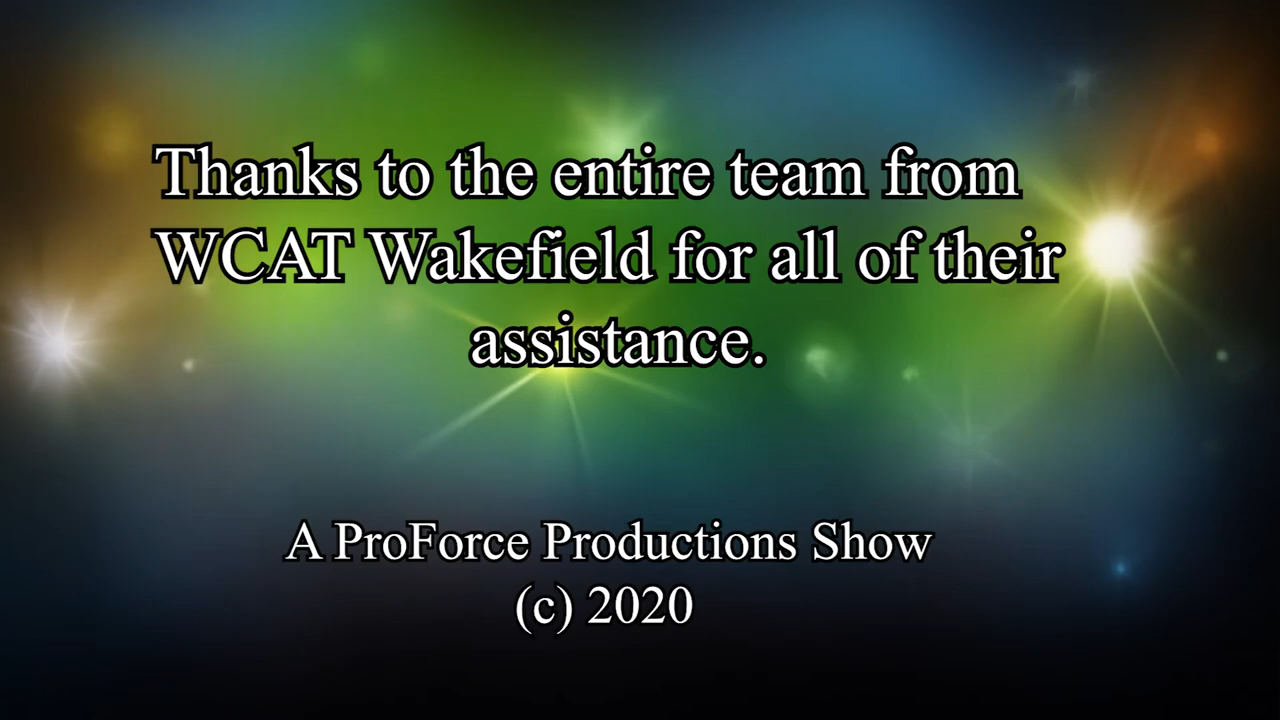 Thanks to the entire team from
WCAT Wakefield for all of their
assistance.
A ProForce Productions Show
(c) 2020